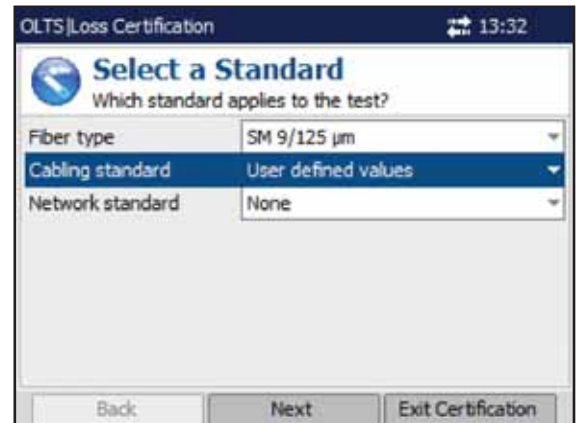 OLTS|Loss Certification 13:32
Select a Standard
Which standard applies to the test?
Fiber type SM 9/125 µm
Cabling standard User defined values
Network standard None
Back Next Exit Certification